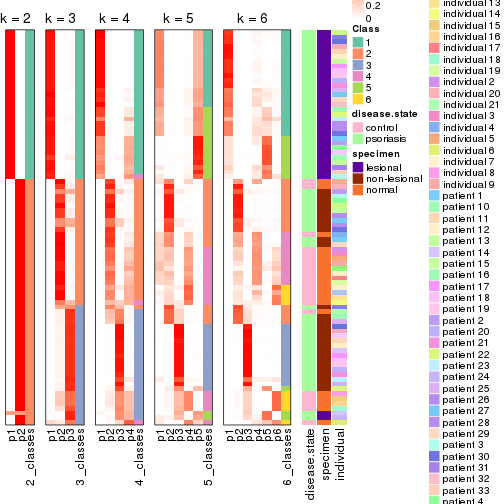 k = 2
k = 3
k = 4
k = 5
k = 6
0.2
0
Class
1
2
3
4
5
6
disease.state
control
psoriasis
specimen
lesional
non-lesional
normal
individual 13
individual 14
individual 15
individual 16
individual 17
individual 18
individual 19
individual 2
individual 20
individual 21
individual 3
individual 4
individual 5
individual 6
individual 7
individual 8
individual 9
patient 1
patient 10
patient 11
patient 12
patient 13
patient 14
patient 15
patient 16
patient 17
patient 18
patient 19
patient 2
patient 20
patient 21
patient 22
patient 23
patient 24
patient 25
patient 26
patient 27
patient 28
patient 29
patient 3
patient 30
patient 31
patient 32
patient 33
patient 4
p1
p2
2_classes
p1
p2
p3
3_classes
p1
p2
p3
p4
4_classes
p1
p2
p3
p4
p5
5_classes
p1
p2
p3
p4
p5
p6
6_classes
disease.state
specimen
individual